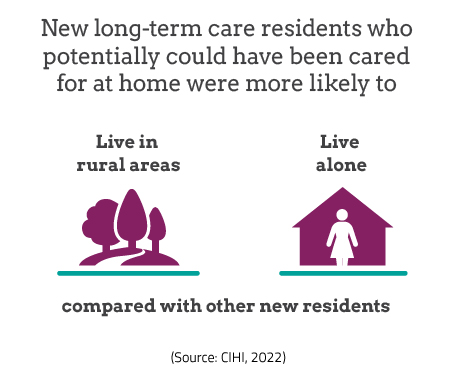 New long-term care residents who
potentially could have been cared
for at home were more likely to
Live in
rural areas
Live
alone
compared with other new residents
(Source: CIHI, 2022)